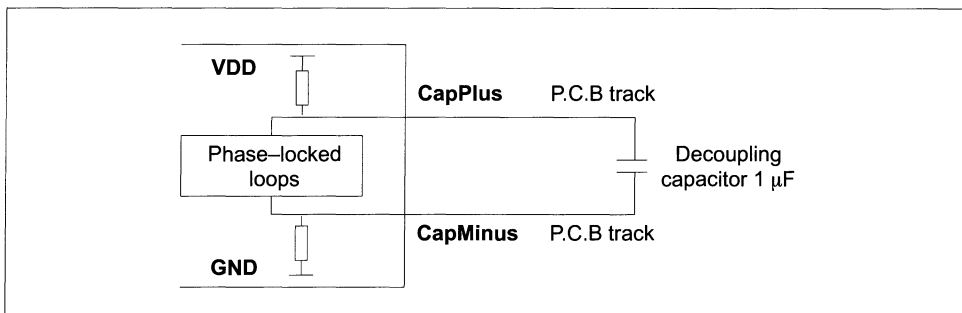 VDD
CapPlus P.C.B track
Phase–locked
loops
Decoupling
capacitor 1 μF
CapMinus P.C.B track
GND